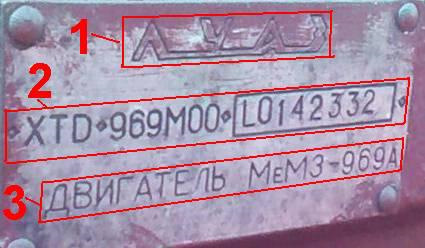 1 ЛУАЗ
2 XTD*969M00*L0142332*
3 ДВИГАТЕЛЬ МеМЗ-969А